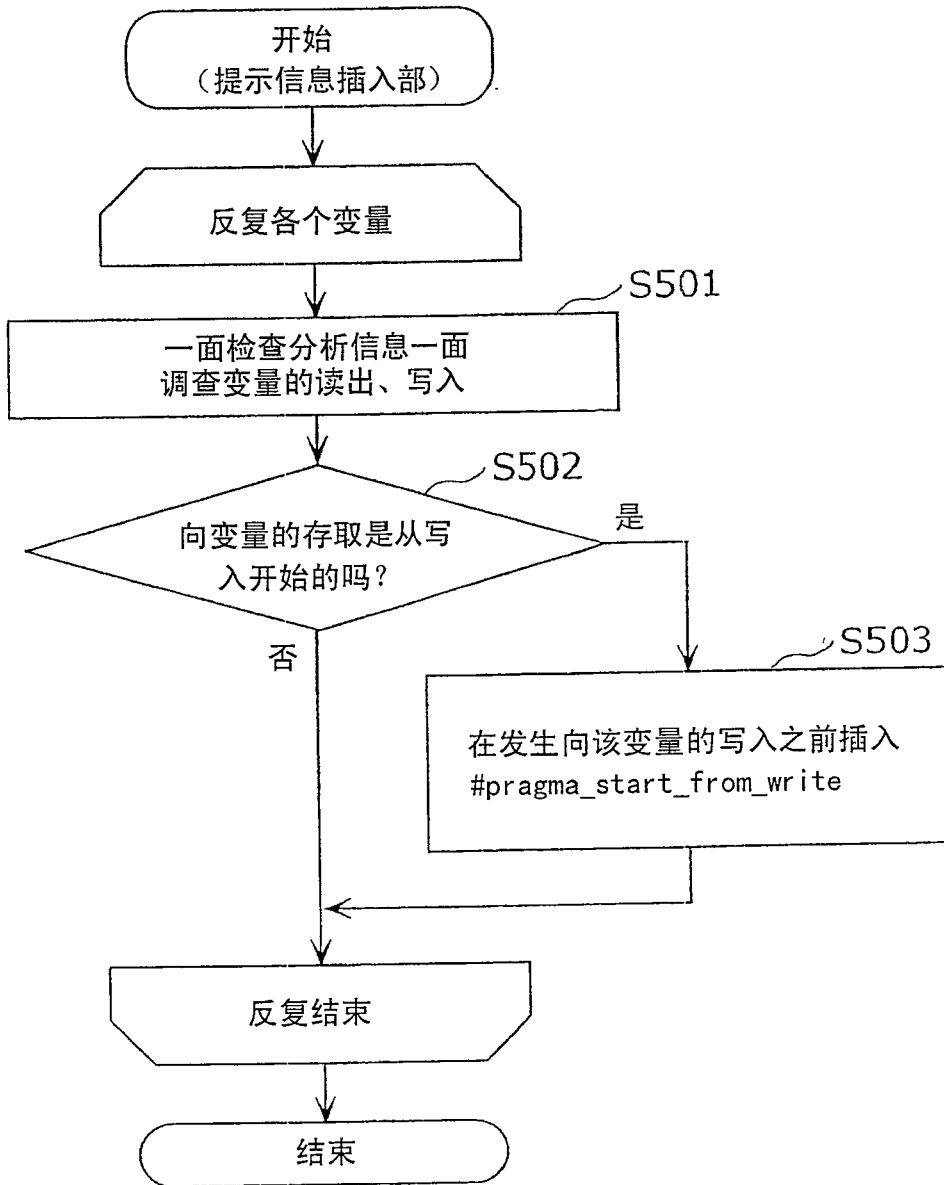 开始
（提示信息插入部）
反复各个变量
S501
一面检查分析信息一面
调查变量的读出、写入
S502
向变量的存取是从写
入开始的吗？
是
否
S503
在发生向该变量的写入之前插入
#pragma_start_from_write
反复结束
结束